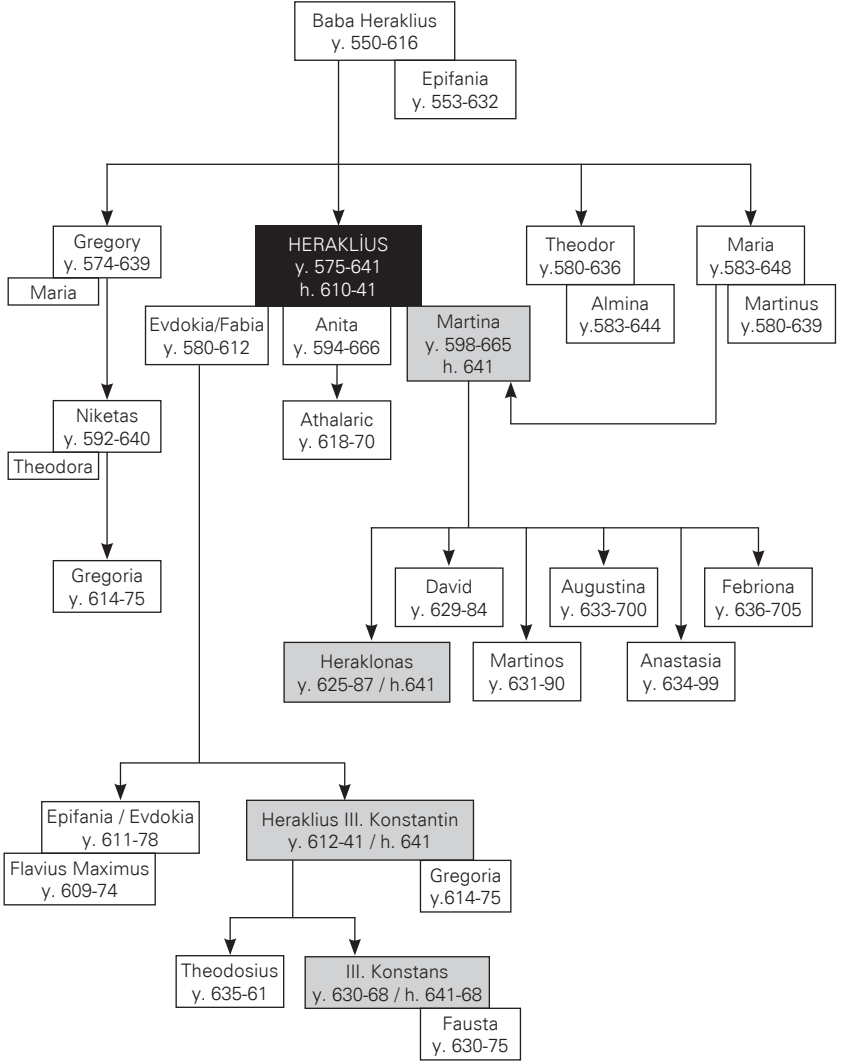 Baba Heraklius
y. 550-616
Epifania
y. 553-632
Gregory
y. 574-639
Maria
HERAKLİUS
y. 575-641
h. 610-41
Theodor
y.580-636
Almina
y.583-644
Maria
y.583-648
Martinus
y.580-639
Evdokia/Fabia
y. 580-612
Anita
y. 594-666
Martina
y. 598-665
h. 641
Niketas
y. 592-640
Theodora
Athalaric
y. 618-70
Gregoria
y. 614-75
David
y. 629-84
Augustina
y. 633-700
Febriona
y. 636-705
Heraklonas
y. 625-87 / h.641
Martinos
y. 631-90
Anastasia
y. 634-99
Epifania / Evdokia
y. 611-78
Flavius Maximus
y. 609-74
Heraklius III. Konstantin
y. 612-41 / h. 641
Gregoria
y.614-75
Theodosius
y. 635-61
III. Konstans
y. 630-68 / h. 641-68
Fausta
y. 630-75